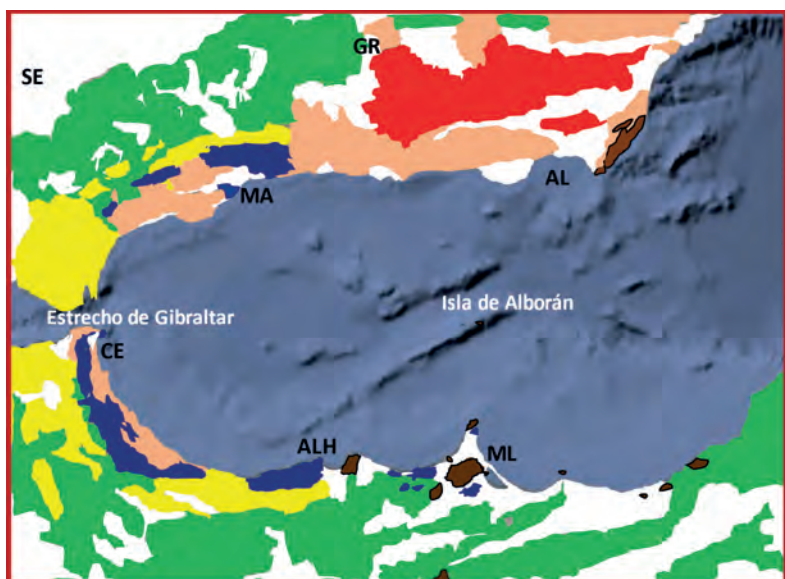 GR
SE
MA
AL
Estrecho de Gibraltar
Isla de Alborán
CE
ALH
ML